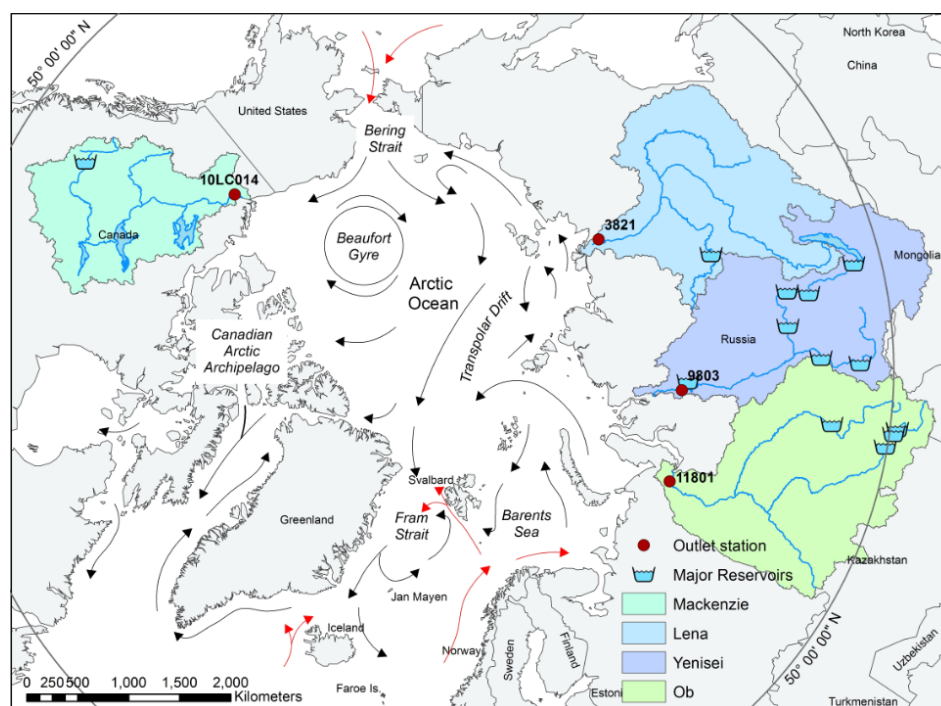 50° 00' 00" N
North Korea
China
United States
Bering
Strait
10LC014
Canada
3821
Mongolia
Beaufort
Gyre
Arctic
Ocean
Transpolar Drift
Russia
Canadian
Arctic
Archipelago
9803
11801
Svalbard
Greenland
Fram
Strait
Barents
Sea
Jan Mayen
Kazakhstan
Iceland
Norway
Sweden
Finland
Faroe Is.
Estoni
Uzbekistan
Turkmenistan
50° 00' 00" N
Outlet station
Major Reservoirs
Mackenzie
Lena
Yenisei
Ob
0 250 500 1,000 1,500 2,000
Kilometers